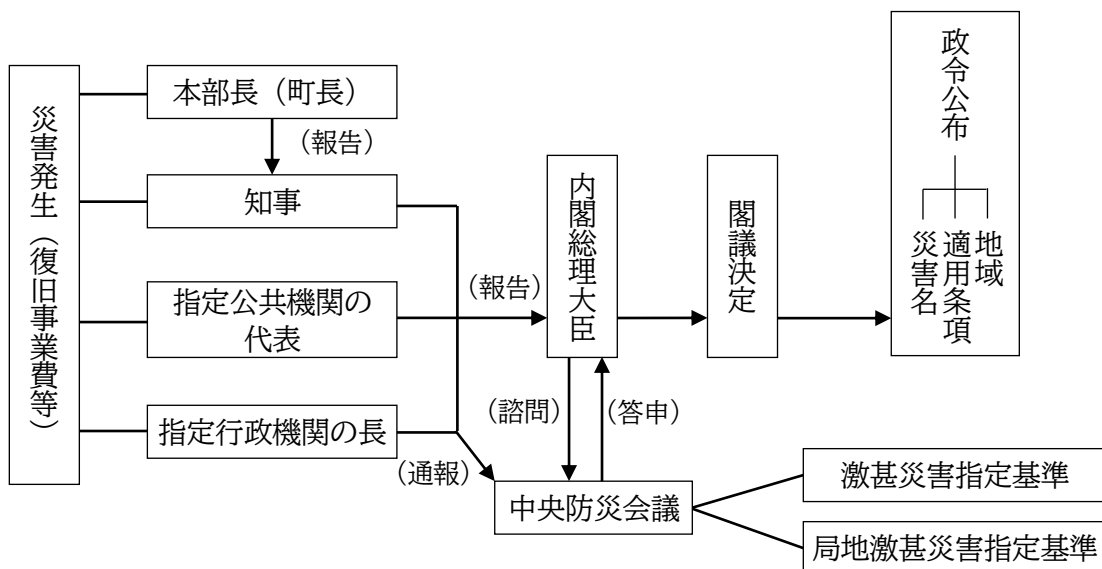 災害発生（復旧事業費等）
本部長（町長）
（報告）
知事
指定公共機関の
代表
指定行政機関の長
（報告）
（通報）
内閣総理大臣
（諮問）
（答申）
中央防災会議
閣議決定
政令公布
地域
適用条項
災害名
激甚災害指定基準
局地激甚災害指定基準